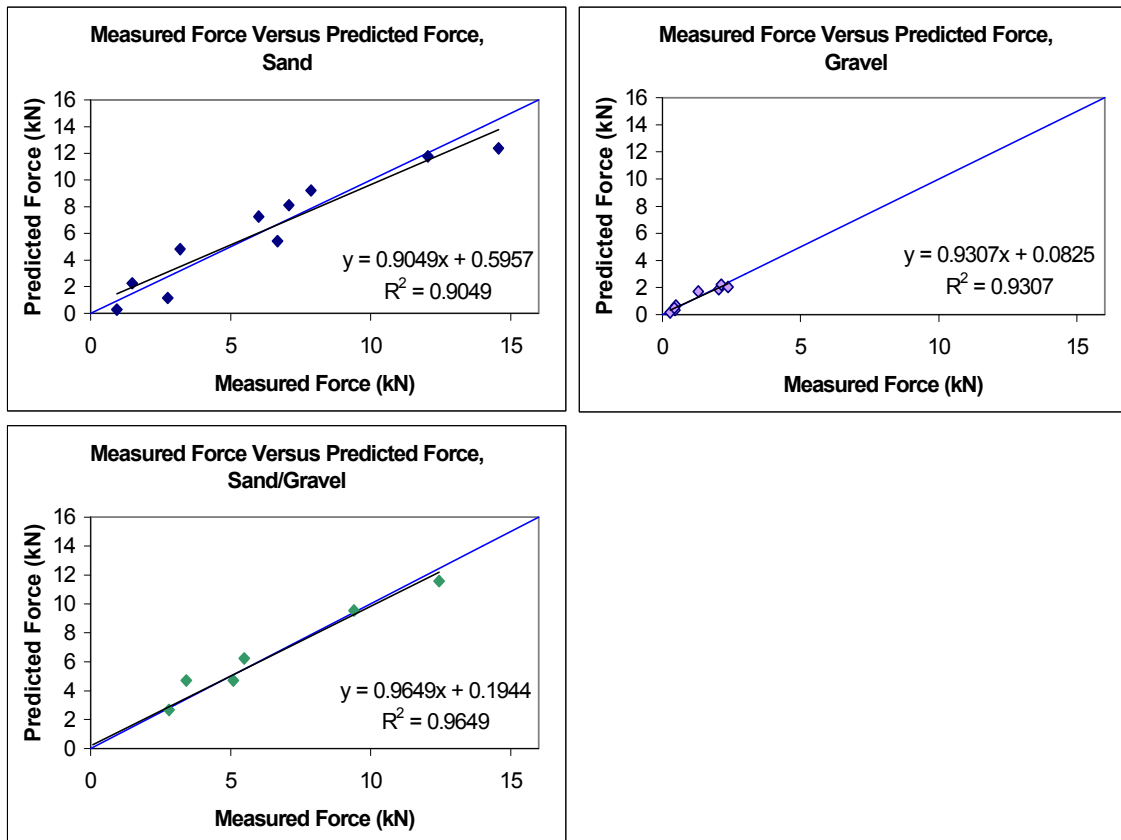 Measured Force Versus Predicted Force,
Sand
Predicted Force (kN)
16
14
12
10
8
6
4
2
0
y = 0.9049x + 0.5957
R² = 0.9049
0 5 10 15
Measured Force (kN)
Measured Force Versus Predicted Force,
Gravel
Predicted Force (kN)
16
14
12
10
8
6
4
2
0
y = 0.9307x + 0.0825
R² = 0.9307
0 5 10 15
Measured Force (kN)
Measured Force Versus Predicted Force,
Sand/Gravel
Predicted Force (kN)
16
14
12
10
8
6
4
2
0
y = 0.9649x + 0.1944
R² = 0.9649
0 5 10 15
Measured Force (kN)